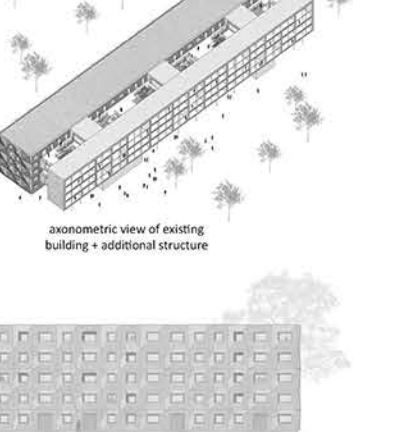 axonometric view of existing
building + additional structure